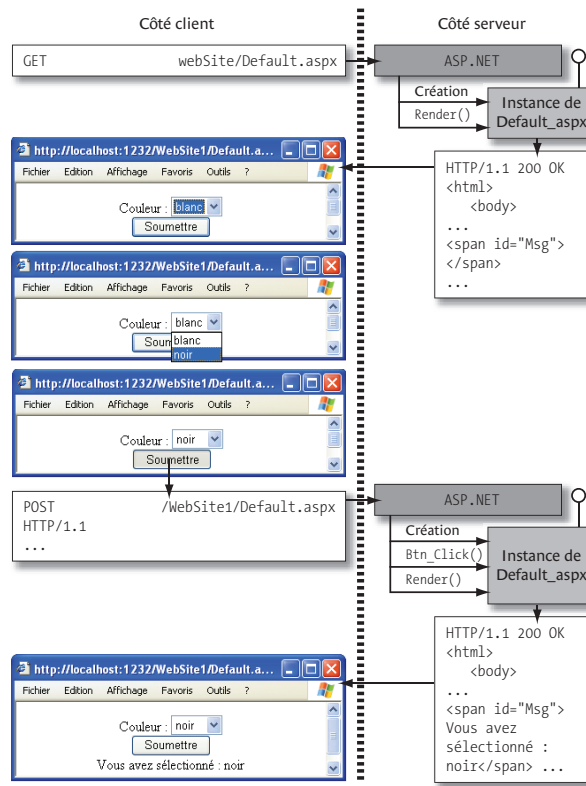 Côté client
Côté serveur
GET webSite/Default.aspx
ASP.NET
Création
Render()
Instance de
Default_aspx
http://localhost:1232/WebSite1/Default.a...
Fichier Edition Affichage Favoris Outils ?
Couleur : blanc
Soumettre
HTTP/1.1 200 OK
<html>
<body>
...
<span id="Msg">
</span>
...
http://localhost:1232/WebSite1/Default.a...
Fichier Edition Affichage Favoris Outils ?
Couleur : blanc
Soum
blanc
noir
http://localhost:1232/WebSite1/Default.a...
Fichier Edition Affichage Favoris Outils ?
Couleur : noir
Soumettre
POST /WebSite1/Default.aspx
HTTP/1.1
...
ASP.NET
Création
Btn_Click()
Render()
Instance de
Default_aspx
HTTP/1.1 200 OK
<html>
<body>
...
<span id="Msg">
Vous avez
sélectionné :
noir</span> ...
http://localhost:1232/WebSite1/Default.a...
Fichier Edition Affichage Favoris Outils ?
Couleur : noir
Soumettre
Vous avez sélectionné : noir